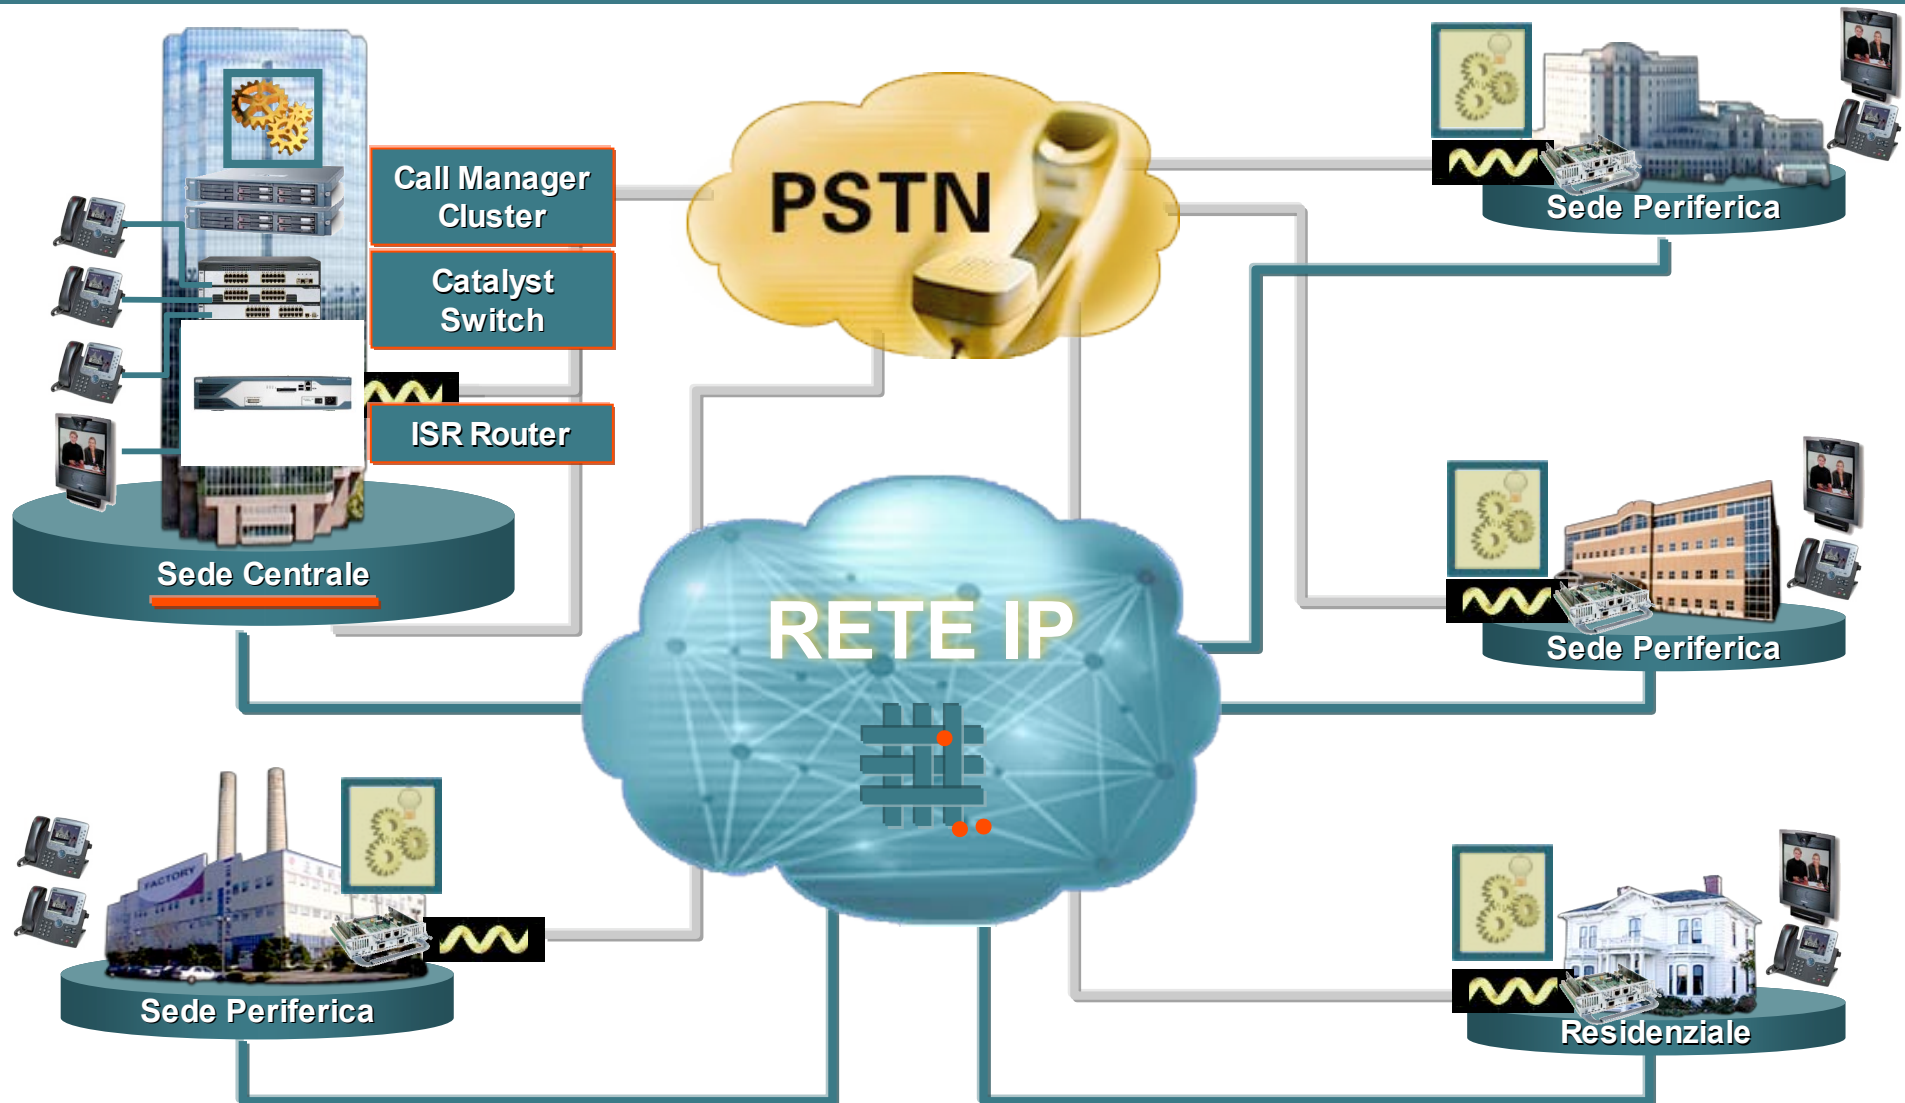 Call Manager
Cluster
Catalyst
Switch
ISR Router
Sede Centrale
PSTN
RETE IP
Sede Periferica
Sede Periferica
FACTORY
Sede Periferica
Residenziale